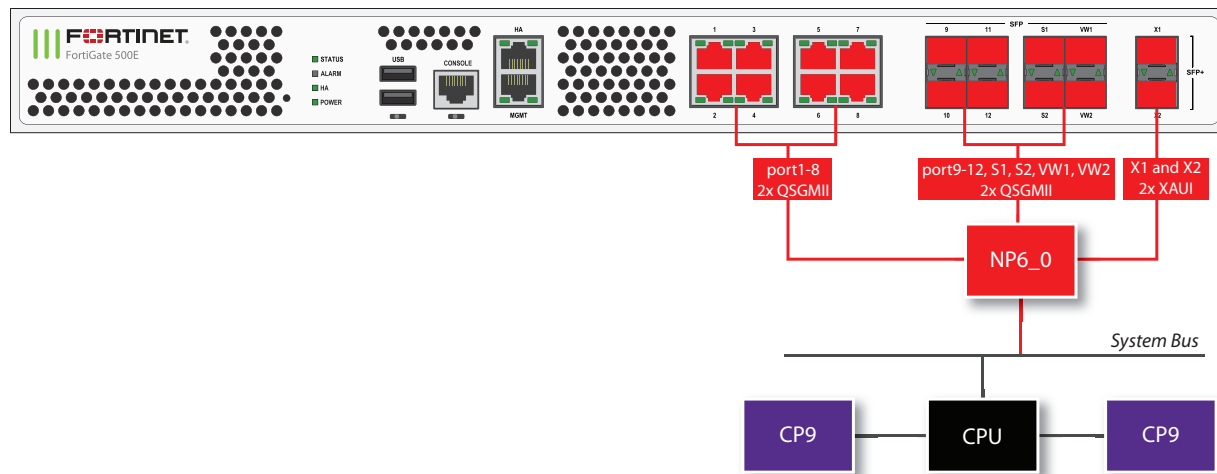 FORTINET
FortiGate 500E
STATUS
ALARM
HA
POWER
USB
CONSOLE
HA
MGMT
1 3
2 4
5 7
6 8
SFP
9 11 S1 VW1
10 12 S2 VW2
X1
X2
SFP+
port1-8
2x QSGMII
port9-12, S1, S2, VW1, VW2
2x QSGMII
X1 and X2
2x XAUI
NP6_0
System Bus
CP9
CPU
CP9